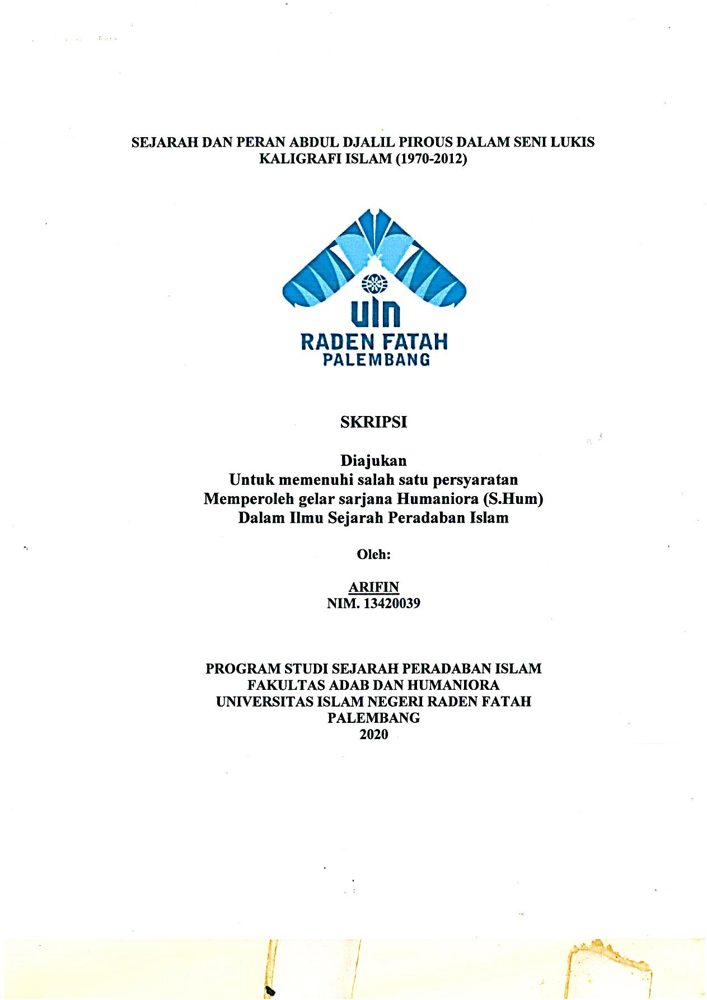 SEJARAH DAN PERAN ABDUL DJALIL PIROUS DALAM SENI LUKIS
KALIGRAFI ISLAM (1970-2012)
uin
RADEN FATAH
PALEMBANG
SKRIPSI
Diajukan
Untuk memenuhi salah satu persyaratan
Memperoleh gelar sarjana Humaniora (S.Hum)
Dalam Ilmu Sejarah Peradaban Islam
Oleh:
ARIFIN
NIM. 13420039
PROGRAM STUDI SEJARAH PERADABAN ISLAM
FAKULTAS ADAB DAN HUMANIORA
UNIVERSITAS ISLAM NEGERI RADEN FATAH
PALEMBANG
2020